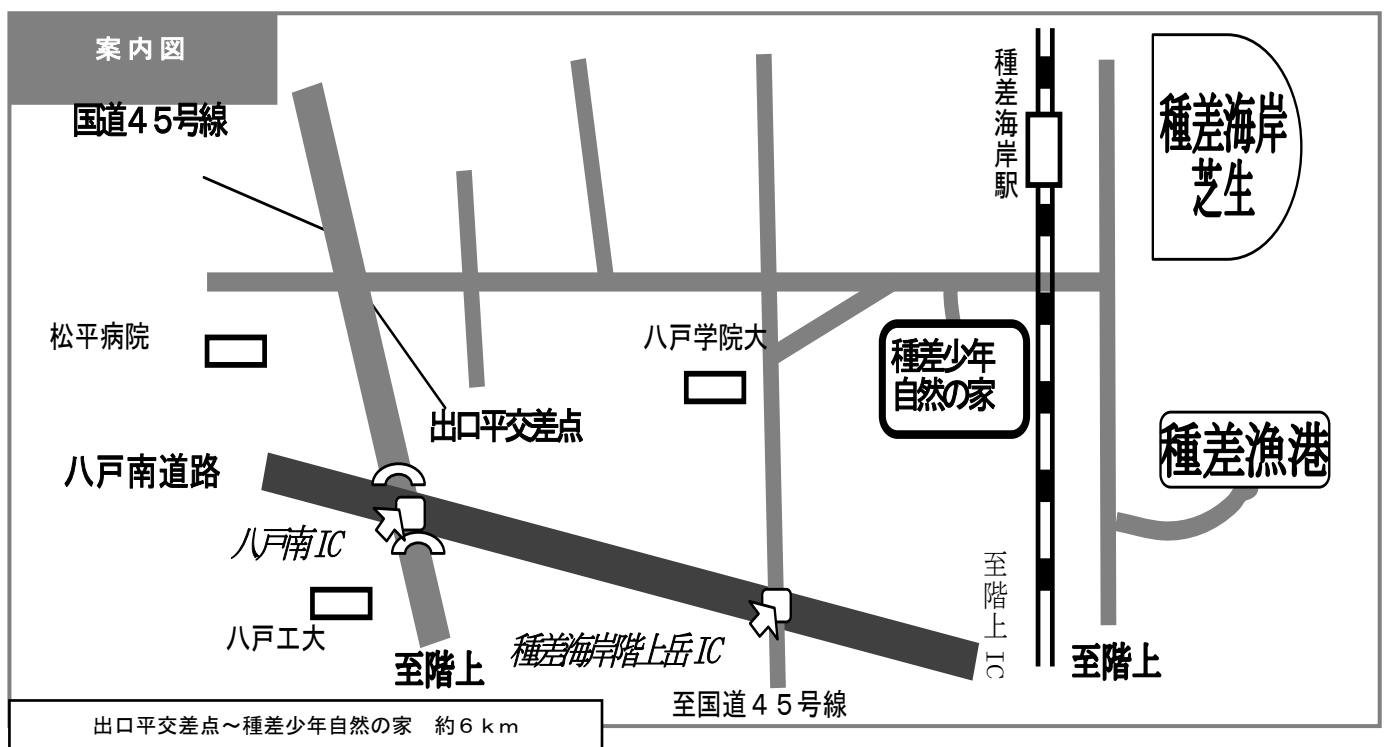 案内図
国道４５号線
種差海岸駅
種差海岸
芝生
松平病院
八戸学院大
種差少年
自然の家
出口平交差点
種差漁港
八戸南道路
八戸南IC
八戸工大
至階上
種差海岸階上岳IC
至階上IC
至階上
至国道４５号線
出口平交差点～種差少年自然の家　約６ｋｍ